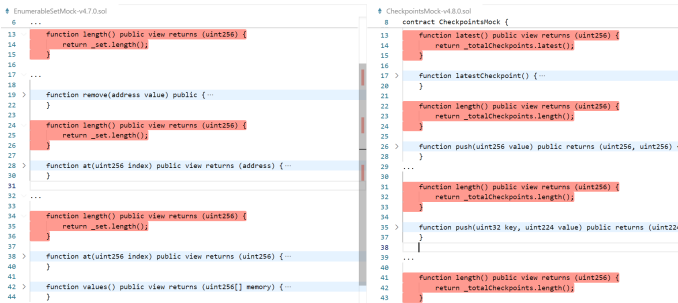 EnumerableSetMock-v4.7.0.sol
6 ...
13 function length() public view returns (uint256) {
14 return _set.length();
15 }
16
17 ...
18
19 > function remove(address value) public { ···
22 }
23
24 function length() public view returns (uint256) {
25 return _set.length();
26 }
27
28 > function at(uint256 index) public view returns (address) { ···
30 }
31
32 ...
33
34 function length() public view returns (uint256) {
35 return _set.length();
36 }
37
38 > function at(uint256 index) public view returns (uint256) { ···
40 }
41
42 > function values() public view returns (uint256[] memory) { ···
44 }
CheckpointsMock-v4.8.0.sol
8 contract CheckpointsMock {
13 function latest() public view returns (uint256) {
14 return _totalCheckpoints.latest();
15 }
16
17 > function latestCheckpoint() { ···
20 }
21
22 function length() public view returns (uint256) {
23 return _totalCheckpoints.length();
24 }
25
26 > function push(uint256 value) public returns (uint256, uint256) {
28 }
29 ...
30
31 function length() public view returns (uint256) {
32 return _totalCheckpoints.length();
33 }
34
35 > function push(uint32 key, uint224 value) public returns (uint224
37 }
38
39 ...
40
41 function length() public view returns (uint256) {
42 return _totalCheckpoints.length();
43 }